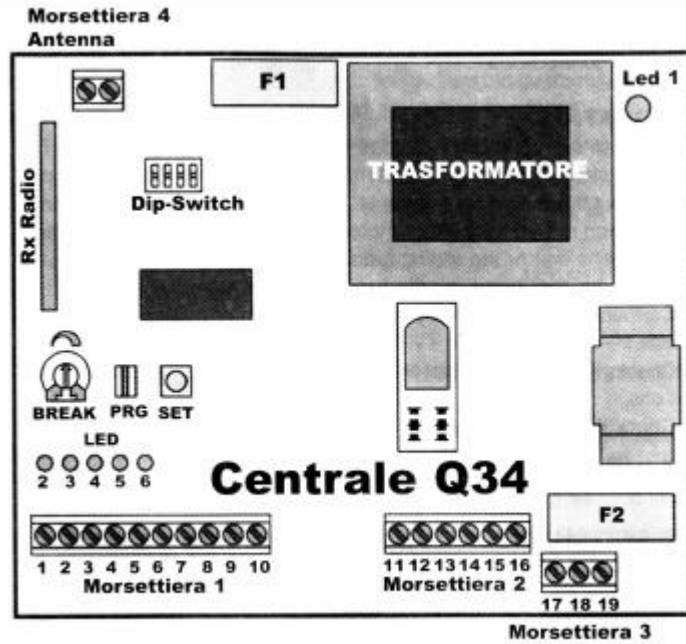 Morsettiera 4
Antenna
F1
Led 1
TRASFORMATORE
Rx Radio
Dip-Switch
BREAK PRG SET
LED
2 3 4 5 6
Centrale Q34
F2
1 2 3 4 5 6 7 8 9 10
Morsettiera 1
11 12 13 14 15 16
Morsettiera 2
17 18 19
Morsettiera 3